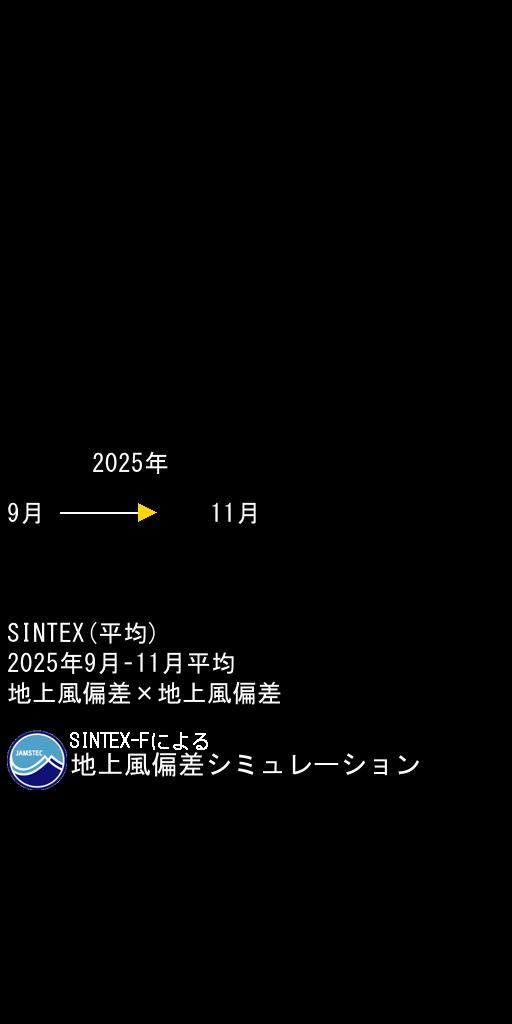 2025年
9月 11月
SINTEX(平均)
2025年9月-11月平均
地上風偏差×地上風偏差
JAMSTEC
SINTEX-Fによる
地上風偏差シミュレーション